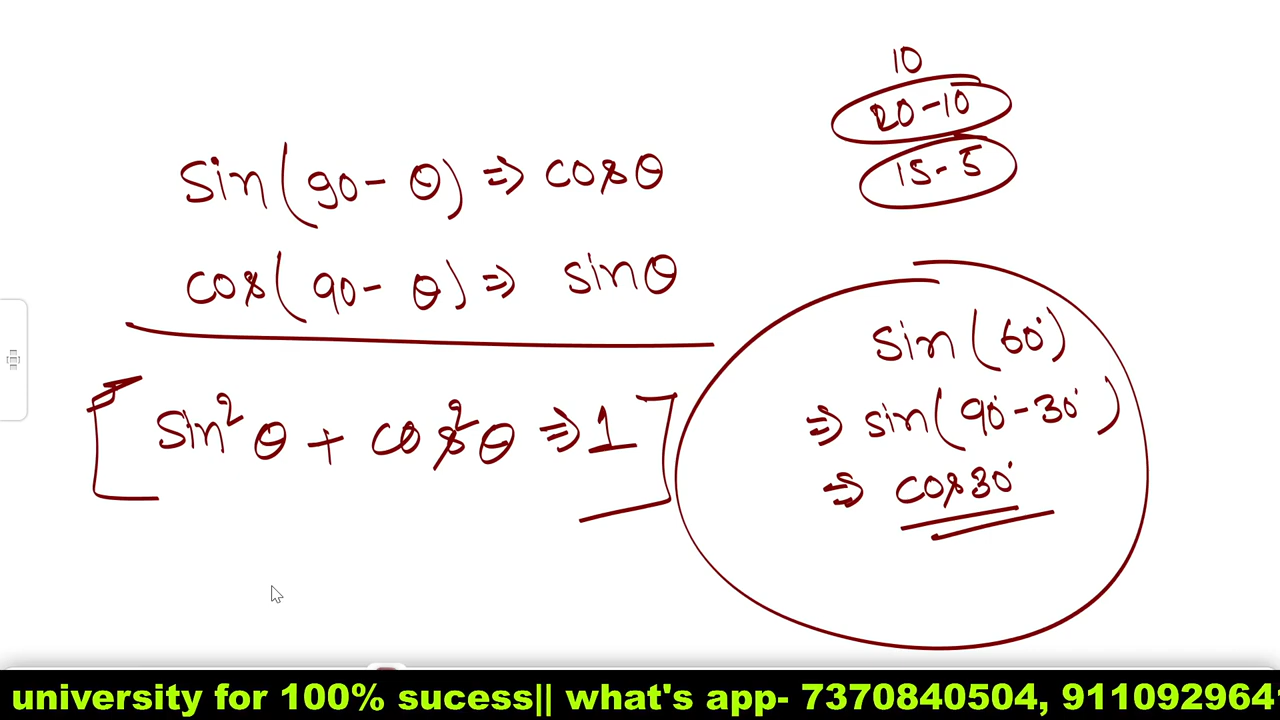 10
20-10
15-5
Sin(90-θ)⇒cosθ
cos(90-θ)⇒ sinθ
Sin²θ + cos²θ ⇒ 1
Sin(60°)
⇒ sin(90°-30°)
⇒ cos30°
university for 100% sucess|| what's app- 7370840504, 911092964